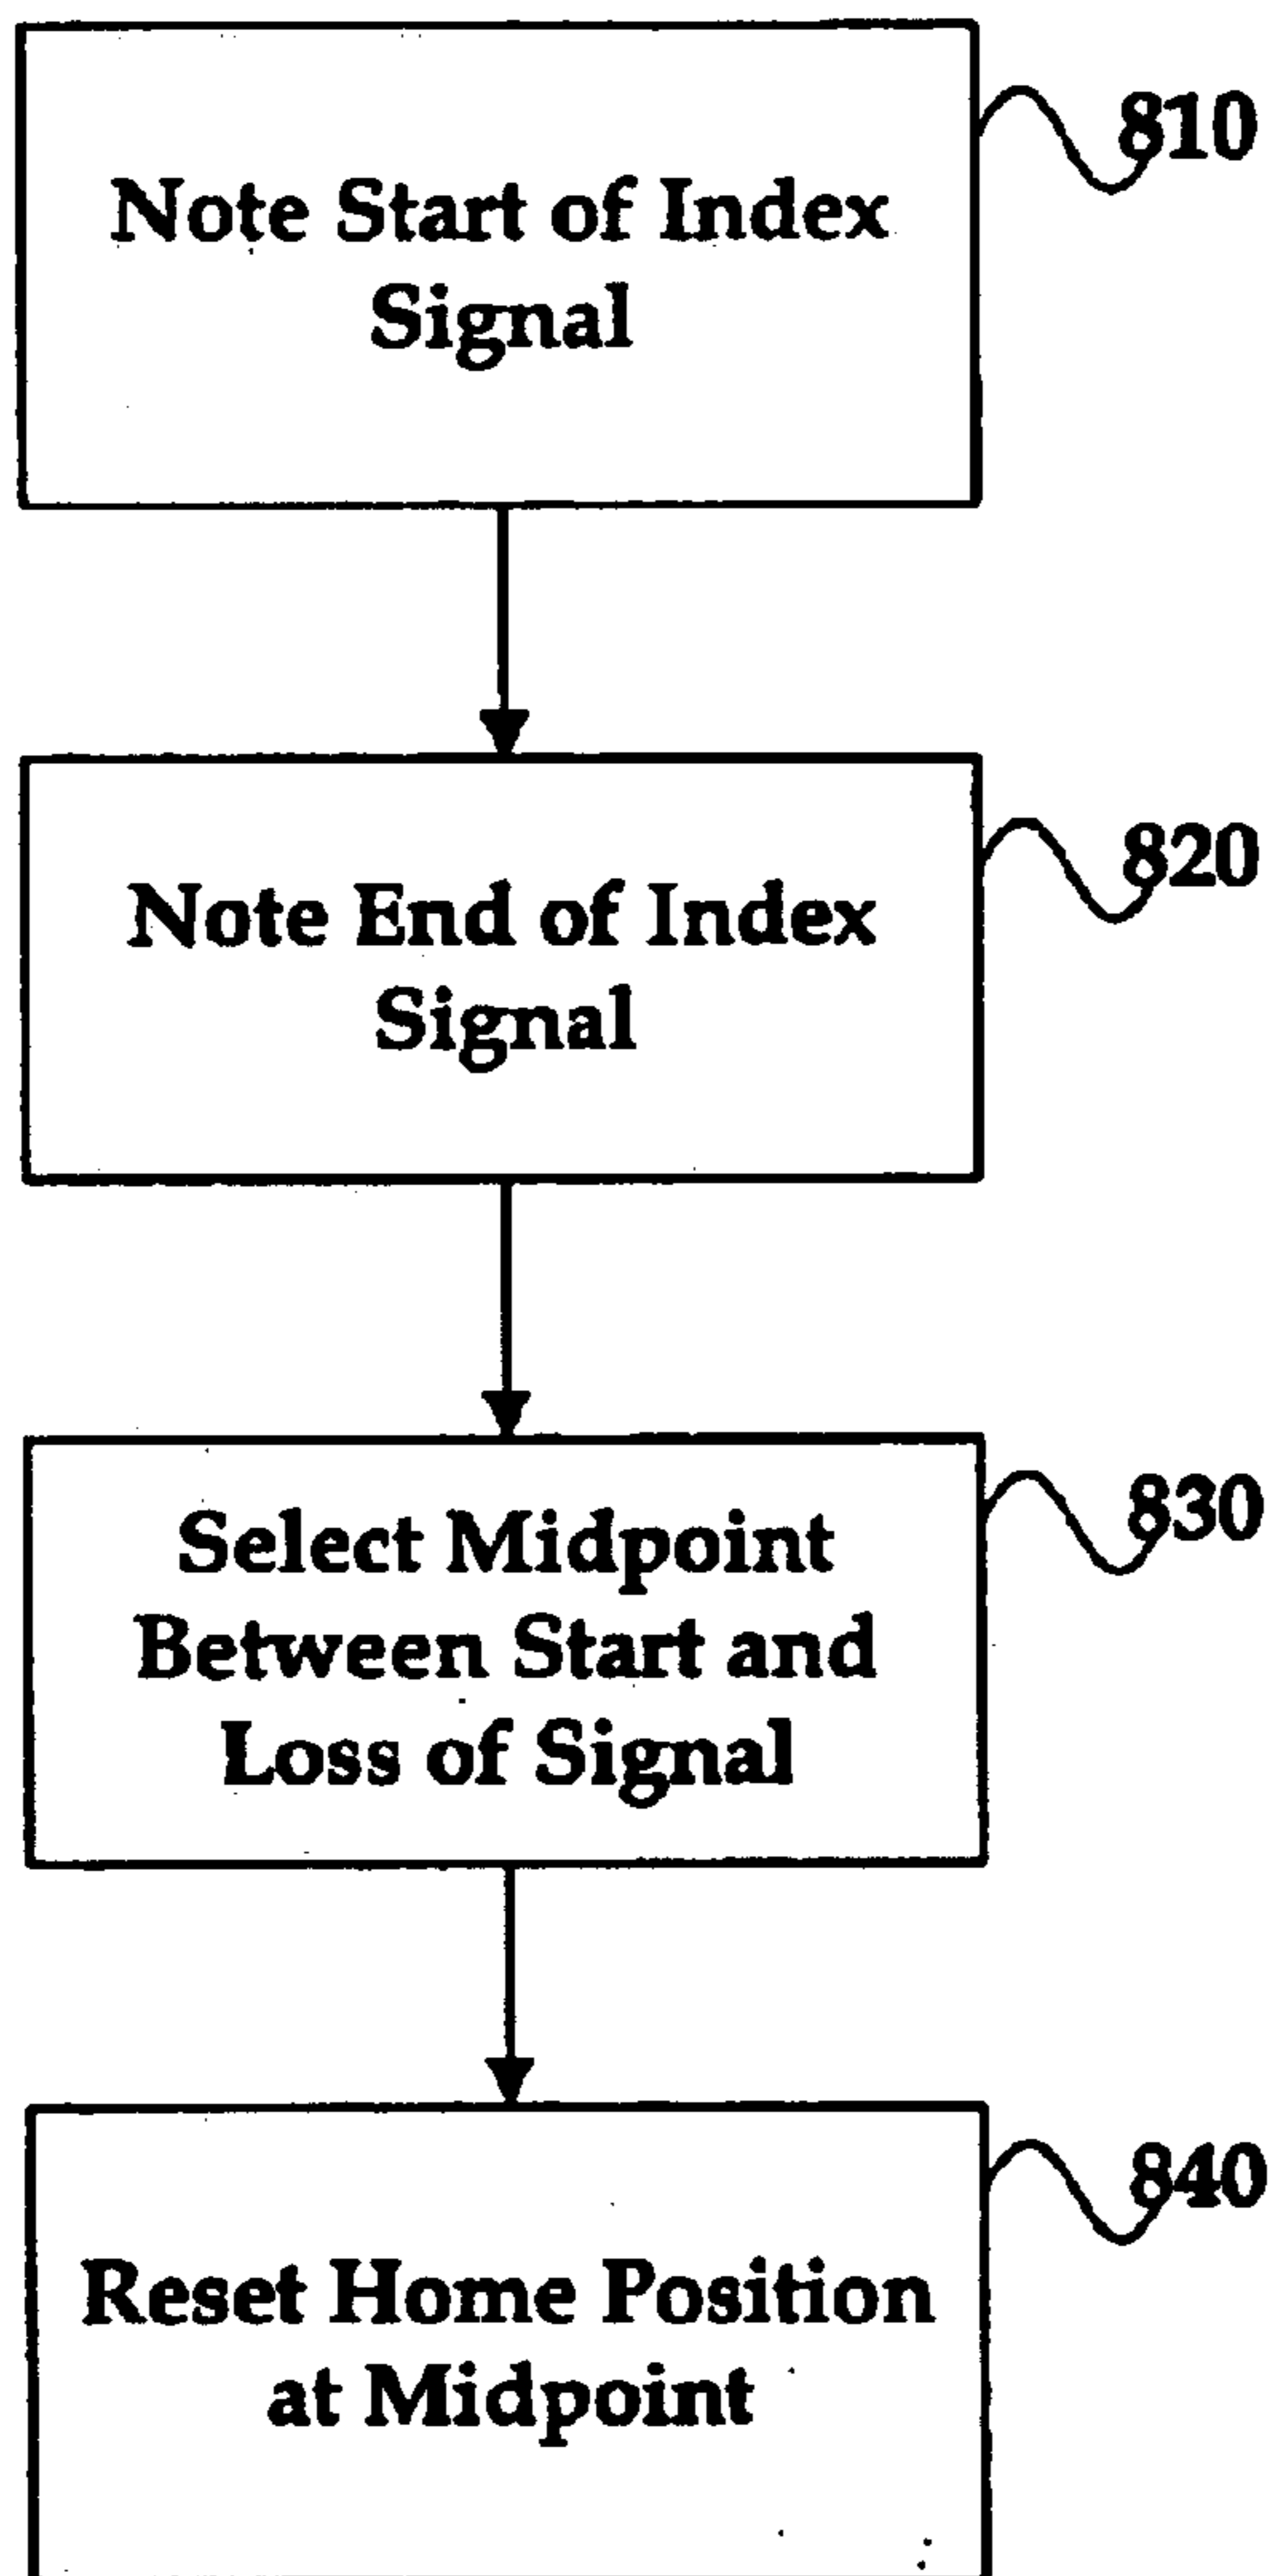 810
Note Start of Index
Signal
820
Note End of Index
Signal
830
Select Midpoint
Between Start and
Loss of Signal
840
Reset Home Position
at Midpoint